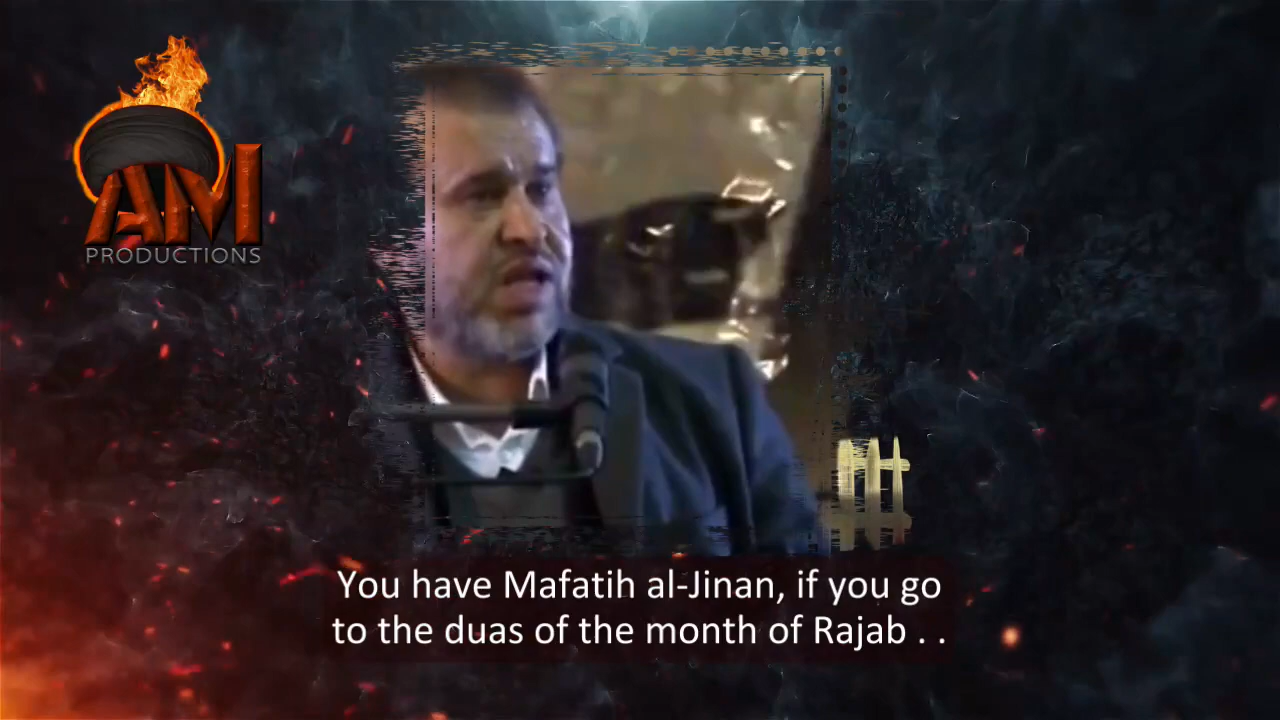 AM
PRODUCTIONS
You have Mafatih al-Jinan, if you go
to the duas of the month of Rajab . .